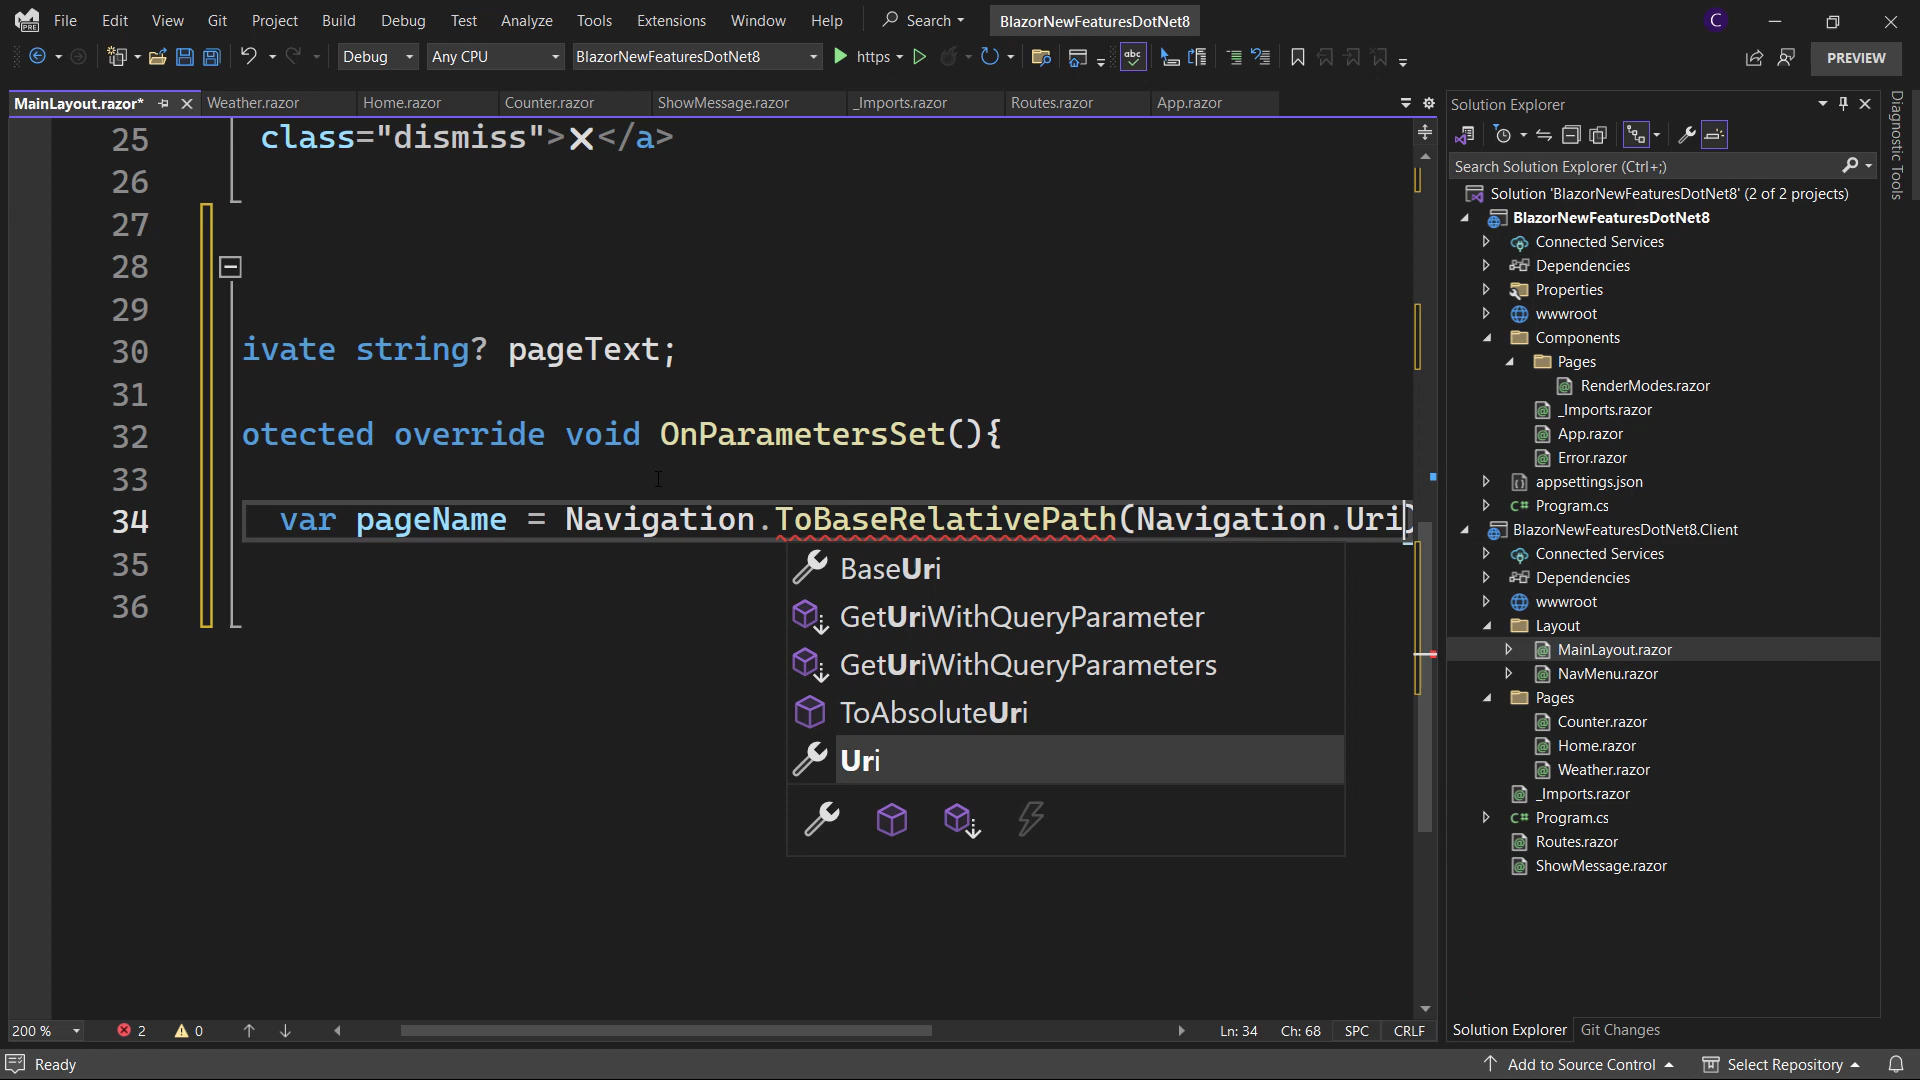 File Edit View Git Project Build Debug Test Analyze Tools Extensions Window Help Search BlazorNewFeaturesDotNet8 C
Debug Any CPU BlazorNewFeaturesDotNet8 https abc PREVIEW
MainLayout.razor* Weather.razor Home.razor Counter.razor ShowMessage.razor _Imports.razor Routes.razor App.razor
25 class="dismiss">🗙</a>
26
27
28
29
30 ivate string? pageText;
31
32 otected override void OnParametersSet(){
33
34 var pageName = Navigation.ToBaseRelativePath(Navigation.Uri)
35
36
BaseUri
GetUriWithQueryParameter
GetUriWithQueryParameters
ToAbsoluteUri
Uri
200 % 2 0 Ln: 34 Ch: 68 SPC CRLF
Solution Explorer
Search Solution Explorer (Ctrl+;)
Solution 'BlazorNewFeaturesDotNet8' (2 of 2 projects)
BlazorNewFeaturesDotNet8
Connected Services
Dependencies
Properties
wwwroot
Components
Pages
RenderModes.razor
_Imports.razor
App.razor
Error.razor
appsettings.json
C# Program.cs
BlazorNewFeaturesDotNet8.Client
Connected Services
Dependencies
wwwroot
Layout
MainLayout.razor
NavMenu.razor
Pages
Counter.razor
Home.razor
Weather.razor
_Imports.razor
C# Program.cs
Routes.razor
ShowMessage.razor
Solution Explorer Git Changes
Diagnostic Tools
Ready Add to Source Control Select Repository